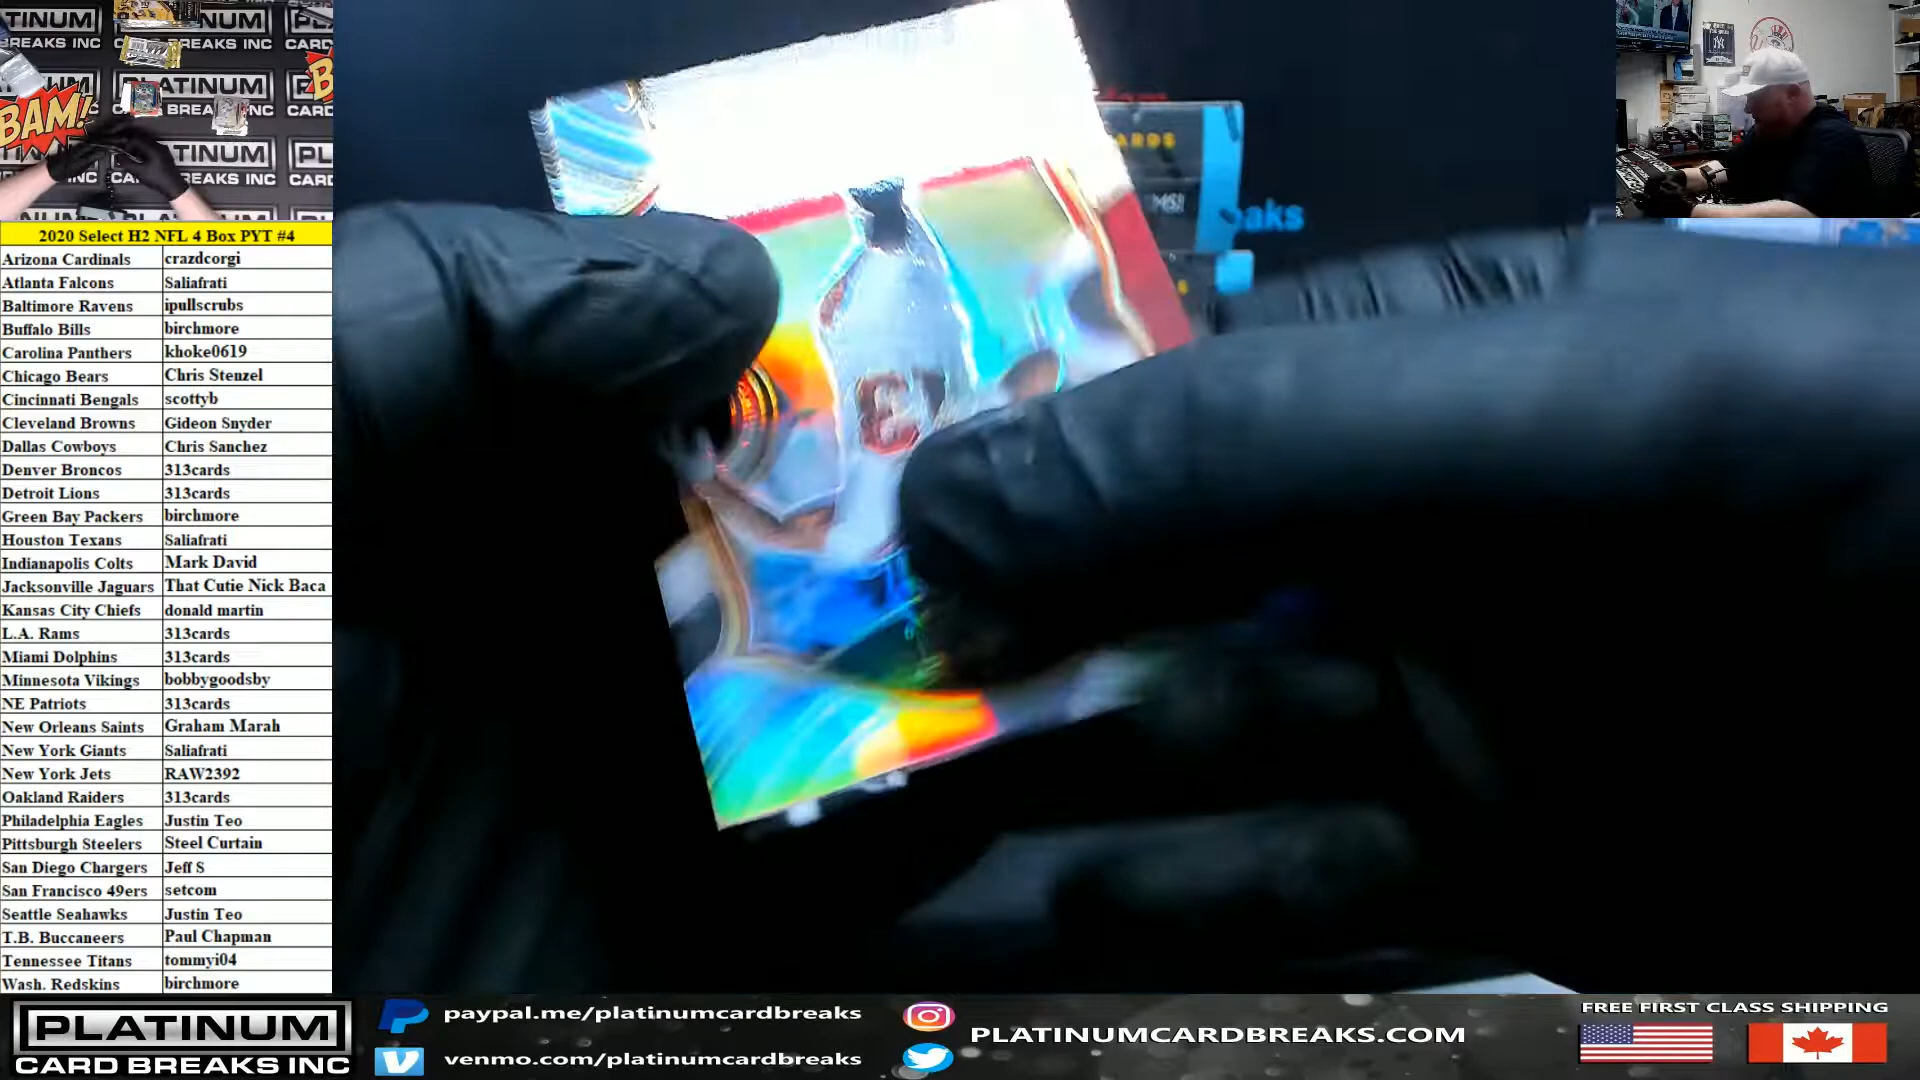 PLATINUM
CARD BREAKS INC
BAM!
2020 Select H2 NFL 4 Box PYT #4
Arizona Cardinals crazdcorgi
Atlanta Falcons Saliafrati
Baltimore Ravens ipullscrubs
Buffalo Bills birchmore
Carolina Panthers khoke0619
Chicago Bears Chris Stenzel
Cincinnati Bengals scottyb
Cleveland Browns Gideon Snyder
Dallas Cowboys Chris Sanchez
Denver Broncos 313cards
Detroit Lions 313cards
Green Bay Packers birchmore
Houston Texans Saliafrati
Indianapolis Colts Mark David
Jacksonville Jaguars That Cutie Nick Baca
Kansas City Chiefs donald martin
L.A. Rams 313cards
Miami Dolphins 313cards
Minnesota Vikings bobbygoodsby
NE Patriots 313cards
New Orleans Saints Graham Marah
New York Giants Saliafrati
New York Jets RAW2392
Oakland Raiders 313cards
Philadelphia Eagles Justin Teo
Pittsburgh Steelers Steel Curtain
San Diego Chargers Jeff S
San Francisco 49ers setcom
Seattle Seahawks Justin Teo
T.B. Buccaneers Paul Chapman
Tennessee Titans tommyi04
Wash. Redskins birchmore
PLATINUM
CARD BREAKS INC
paypal.me/platinumcardbreaks
venmo.com/platinumcardbreaks
PLATINUMCARDBREAKS.COM
FREE FIRST CLASS SHIPPING